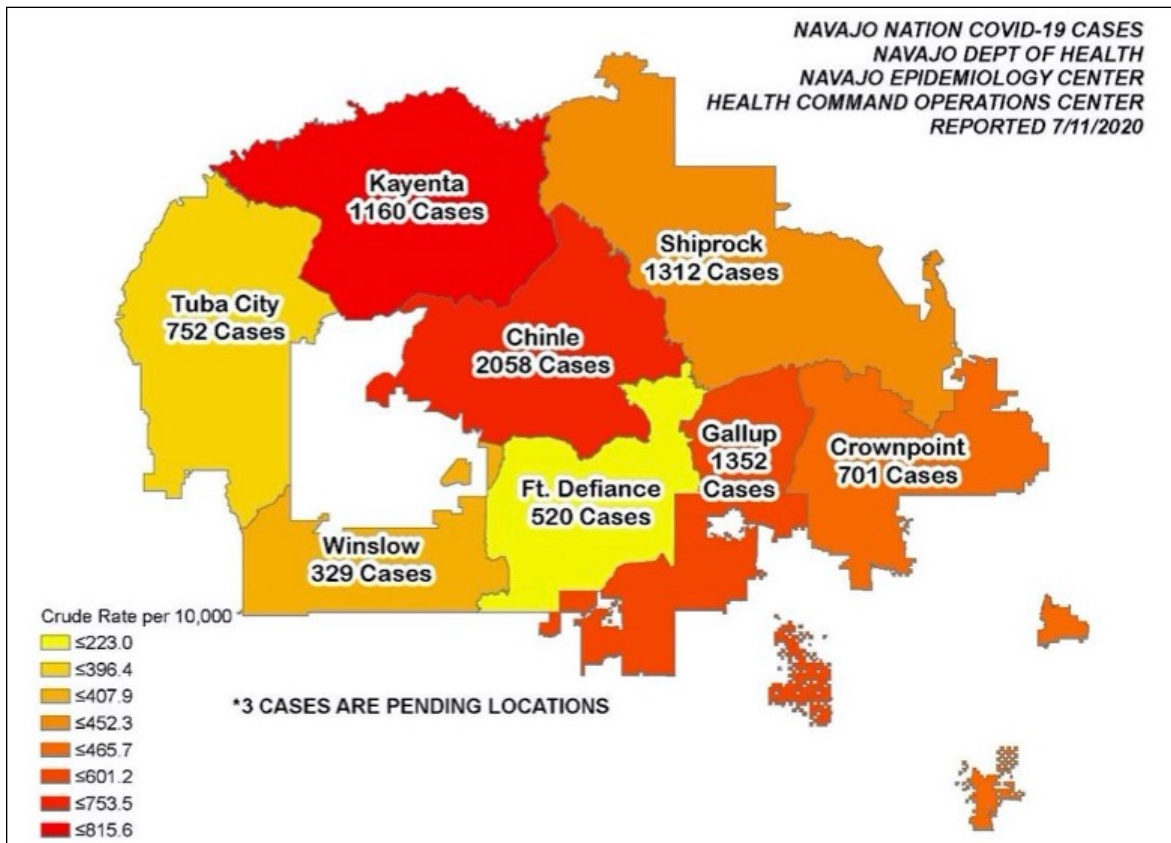 NAVAJO NATION COVID-19 CASES
NAVAJO DEPT OF HEALTH
NAVAJO EPIDEMIOLOGY CENTER
HEALTH COMMAND OPERATIONS CENTER
REPORTED 7/11/2020
Kayenta
1160 Cases
Shiprock
1312 Cases
Tuba City
752 Cases
Chinle
2058 Cases
Gallup
1352
Cases
Crownpoint
701 Cases
Ft. Defiance
520 Cases
Winslow
329 Cases
Crude Rate per 10,000
≤223.0
≤396.4
≤407.9
≤452.3
≤465.7
≤601.2
≤753.5
≤815.6
*3 CASES ARE PENDING LOCATIONS